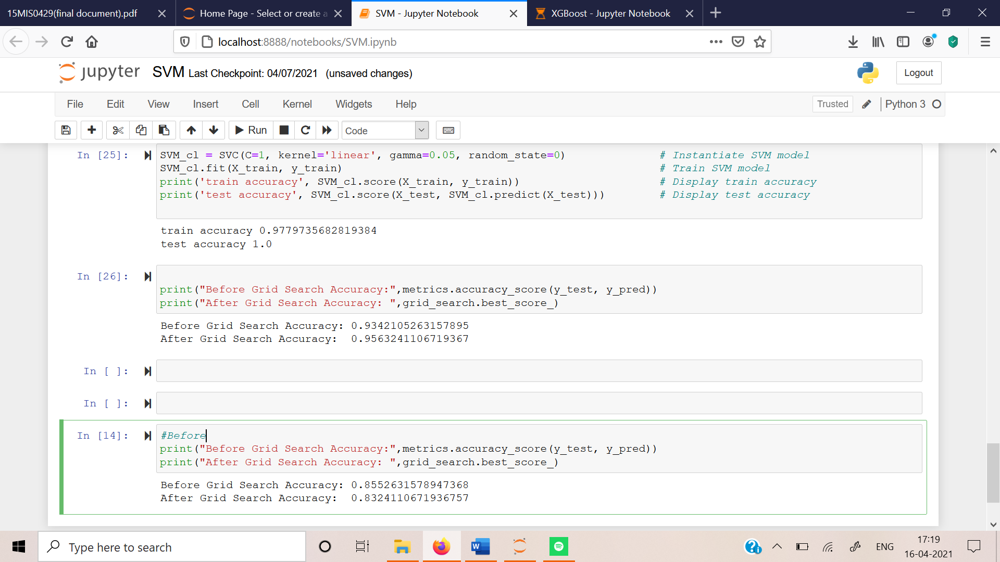 15MIS0429(final document).pdf
Home Page - Select or create a
SVM - Jupyter Notebook
XGBoost - Jupyter Notebook
localhost:8888/notebooks/SVM.ipynb
jupyter SVM Last Checkpoint: 04/07/2021 (unsaved changes)
Logout
File Edit View Insert Cell Kernel Widgets Help
Trusted Python 3
Run Code
In [25]: SVM_cl = SVC(C=1, kernel='linear', gamma=0.05, random_state=0) # Instantiate SVM model
SVM_cl.fit(X_train, y_train) # Train SVM model
print('train accuracy', SVM_cl.score(X_train, y_train)) # Display train accuracy
print('test accuracy', SVM_cl.score(X_test, SVM_cl.predict(X_test))) # Display test accuracy
train accuracy 0.9779735682819384
test accuracy 1.0
In [26]:
print("Before Grid Search Accuracy:",metrics.accuracy_score(y_test, y_pred))
print("After Grid Search Accuracy: ",grid_search.best_score_)
Before Grid Search Accuracy: 0.9342105263157895
After Grid Search Accuracy:  0.9563241106719367
In [ ]:
In [ ]:
In [14]: #Before
print("Before Grid Search Accuracy:",metrics.accuracy_score(y_test, y_pred))
print("After Grid Search Accuracy: ",grid_search.best_score_)
Before Grid Search Accuracy: 0.8552631578947368
After Grid Search Accuracy:  0.8324110671936757
Type here to search
W
ENG
17:19
16-04-2021